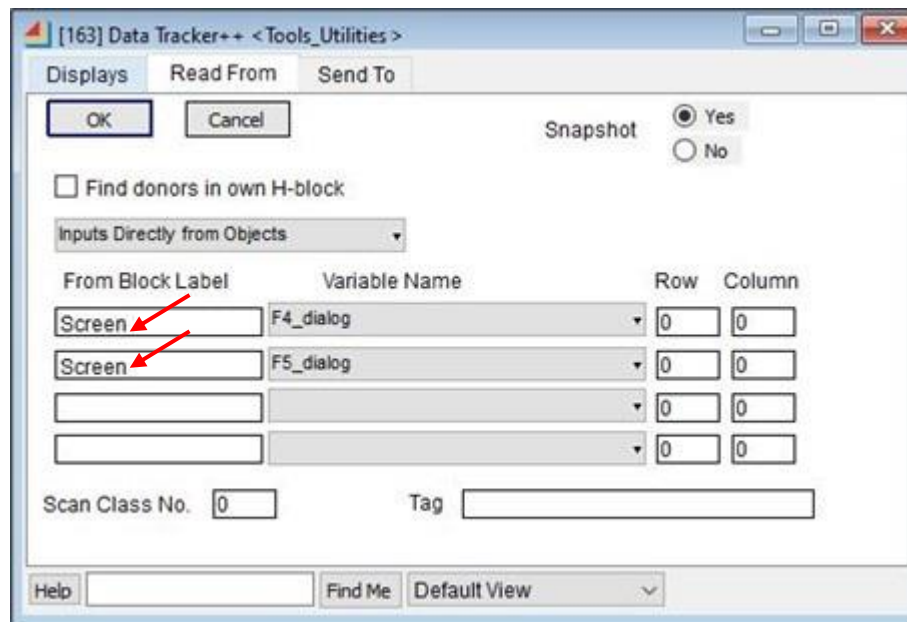 [163] Data Tracker++ <Tools_Utilities >
Displays Read From Send To
OK Cancel Snapshot Yes
No
Find donors in own H-block
Inputs Directly from Objects
From Block Label Variable Name Row Column
Screen F4_dialog 0 0
Screen F5_dialog 0 0
0 0
0 0
Scan Class No. 0 Tag
Help Find Me Default View